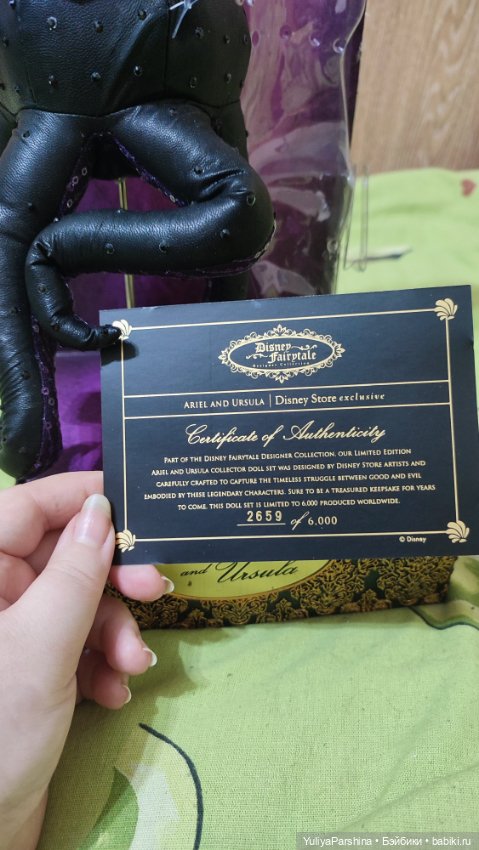 Disney
Fairytale
Designer Collection
ARIEL AND URSULA | Disney Store exclusive
Certificate of Authenticity
PART OF THE DISNEY FAIRYTALE DESIGNER COLLECTION, OUR LIMITED EDITION
ARIEL AND URSULA COLLECTOR DOLL SET WAS DESIGNED BY DISNEY STORE ARTISTS AND
CAREFULLY CRAFTED TO CAPTURE THE TIMELESS STRUGGLE BETWEEN GOOD AND EVIL
EMBODIED BY THESE LEGENDARY CHARACTERS. SURE TO BE A TREASURED KEEPSAKE FOR YEARS
TO COME, THIS DOLL SET IS LIMITED TO 6,000 PRODUCED WORLDWIDE.
2659 of 6,000
© Disney
and Ursula
YuliyaParshina • Бэйбики • babiki.ru